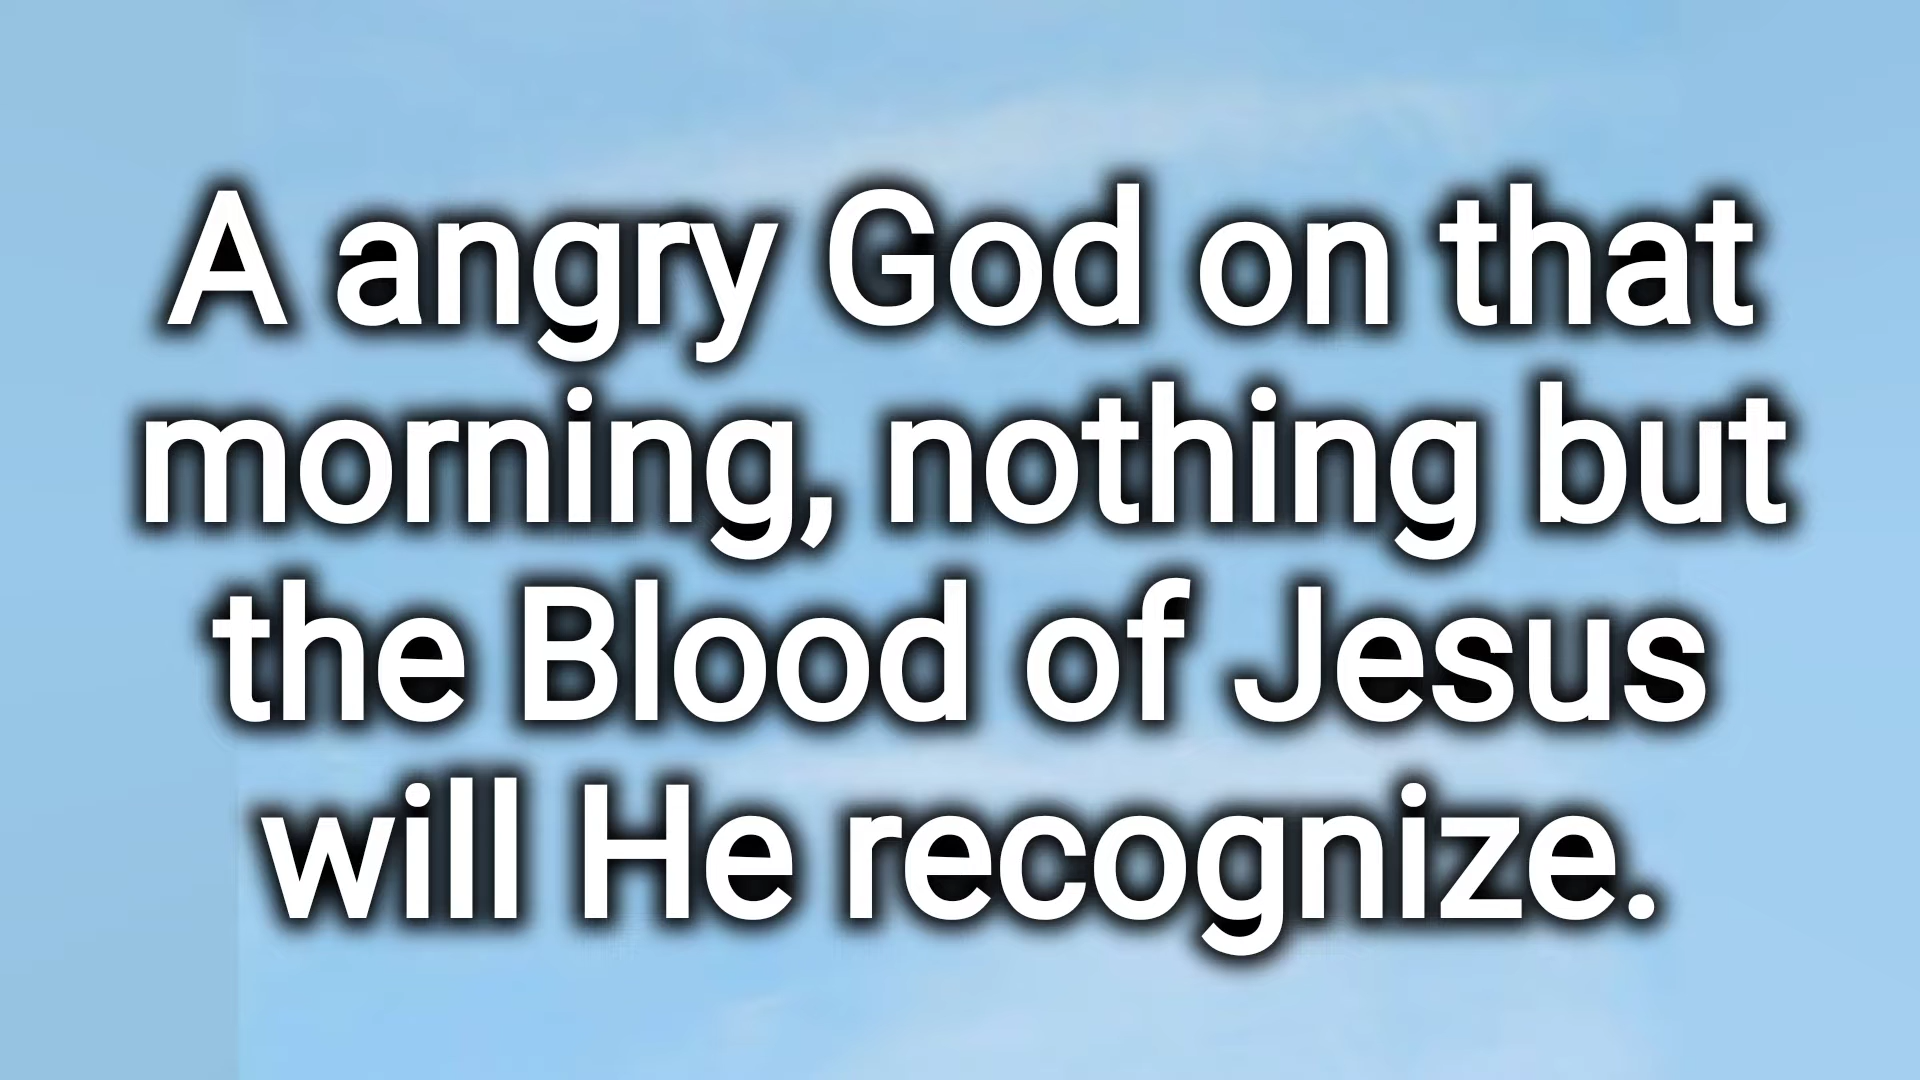 A angry God on that
morning, nothing but
the Blood of Jesus
will He recognize.